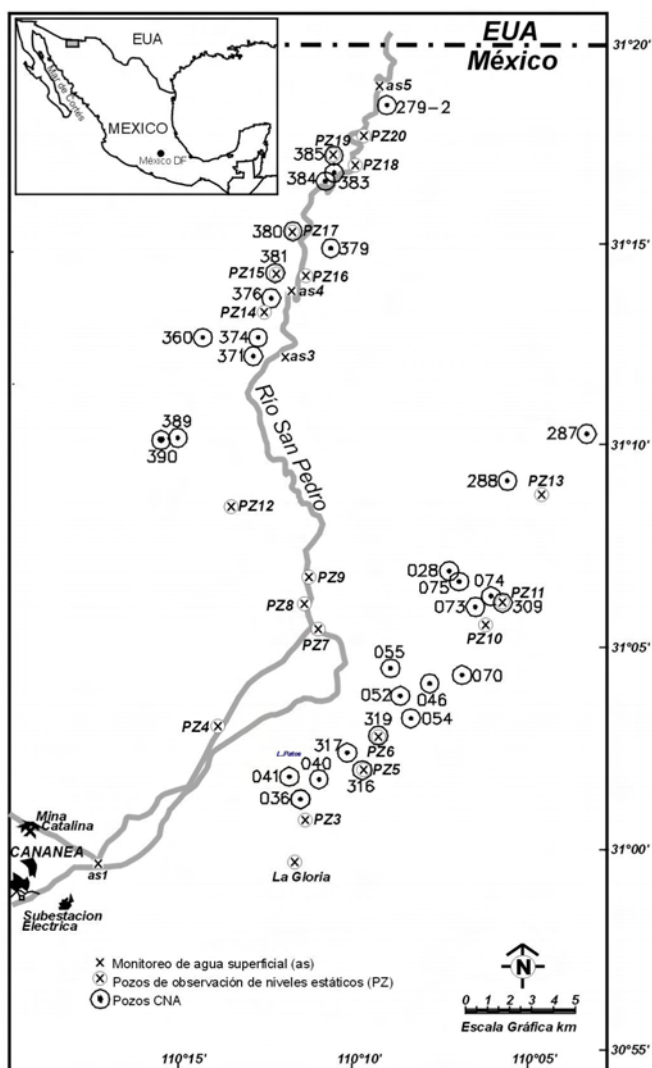 EUA
MEXICO
México DF
Mar de Cortés
EUA
México
31°20'
as5
279-2
PZ20
PZ19
385
PZ18
384
383
380
PZ17
379
31°15'
381
PZ15
PZ16
376
as4
PZ14
360
374
371
as3
Río San Pedro
389
390
287
31°10'
288
PZ13
PZ12
028
075
074
PZ11
073
309
PZ10
PZ9
PZ8
PZ7
31°05'
055
070
052
046
054
PZ4
319
PZ6
L.Patos
317
PZ5
316
041
040
036
PZ3
Mina
Catalina
CANANEA
as1
La Gloria
31°00'
Subestacion
Electrica
Monitoreo de agua superficial (as)
Pozos de observación de niveles estáticos (PZ)
Pozos CNA
N
0 1 2 3 4 5
Escala Gráfica km
30°55'
110°15'
110°10'
110°05'